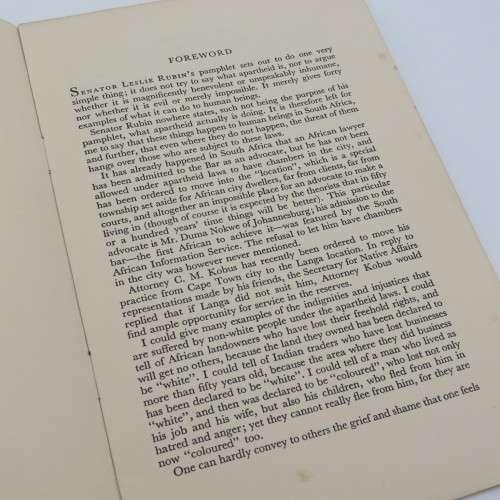 FOREWORD
SENATOR LESLIE RUBIN'S pamphlet sets out to do one very
simple thing; it does not try to say what apartheid is, nor to argue
whether it is magnificently benevolent or unspeakably inhumane,
nor whether it is evil or merely impossible. It merely gives forty
examples of what it can do to human beings.
Senator Rubin nowhere states, such not being the purpose of his
pamphlet, what apartheid actually is doing. It is therefore left for
me to say that these things happen to human beings in South Africa,
and further, that even where they do not happen, the threat of them
hangs over those who are subject to these laws.
It has already happened in South Africa that an African lawyer
has been admitted to the Bar as an advocate, but he has not been
allowed under apartheid laws to have chambers in the city, and
has been ordered to move into the "location", which is a special
township set aside for African city dwellers, far from clients, far from
courts, and altogether an impossible place for an advocate to make a
living in (though of course it is expected by the theorists that in fifty
or a hundred years' time things will be better). This particular
advocate is Mr. Duma Nokwe of Johannesburg; his admission to the
bar—the first African to achieve it—was featured by the South
African Information Service. The refusal to let him have chambers
in the city was however never mentioned.
Attorney C. M. Kobus has recently been ordered to move his
practice from Cape Town city to the Langa location. In reply to
representations made by his friends, the Secretary for Native Affairs
replied that if Langa did not suit him, Attorney Kobus would
find ample opportunity for service in the reserves.
I could give many examples of the indignities and injustices that
are suffered by non-white people under the apartheid laws. I could
tell of African landowners who have lost their freehold rights, and
will get no others, because the land they owned has been declared to
be "white". I could tell of Indian traders who have lost businesses
more than fifty years old, because the area where they did business
has been declared to be "white". I could tell of a man who lived as
"white", and then was declared to be "coloured", who lost not only
his job and his wife, but also his children, who fled from him in
hatred and anger; yet they cannot really flee from him, for they are
now "coloured" too.
One can hardly convey to others the grief and shame that one feels